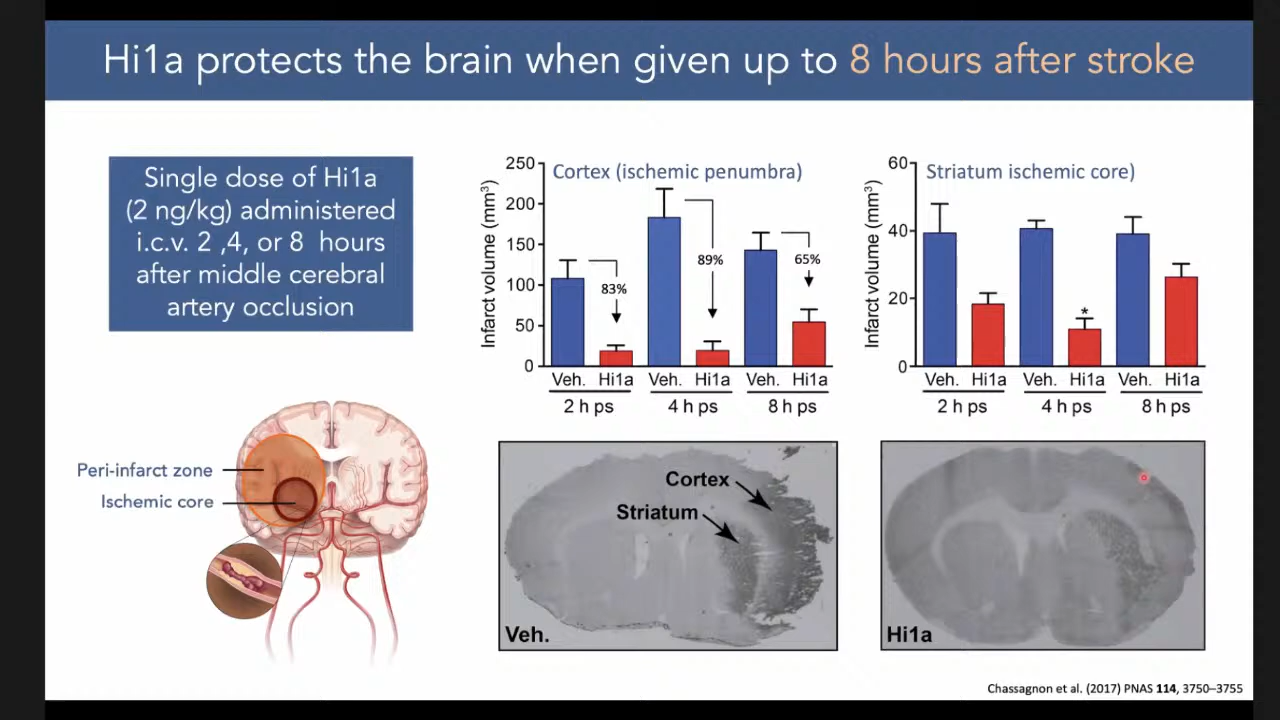 Hi1a protects the brain when given up to 8 hours after stroke
Single dose of Hi1a
(2 ng/kg) administered
i.c.v. 2 ,4, or 8 hours
after middle cerebral
artery occlusion
Peri-infarct zone
Ischemic core
Cortex (ischemic penumbra)
Infarct volume (mm³)
250
200
150
100
50
0
83%
89%
65%
Veh. Hi1a Veh. Hi1a Veh. Hi1a
2 h ps 4 h ps 8 h ps
Striatum ischemic core)
Infarct volume (mm³)
60
40
20
0
*
Veh. Hi1a Veh. Hi1a Veh. Hi1a
2 h ps 4 h ps 8 h ps
Cortex
Striatum
Veh.
Hi1a
Chassagnon et al. (2017) PNAS 114, 3750–3755